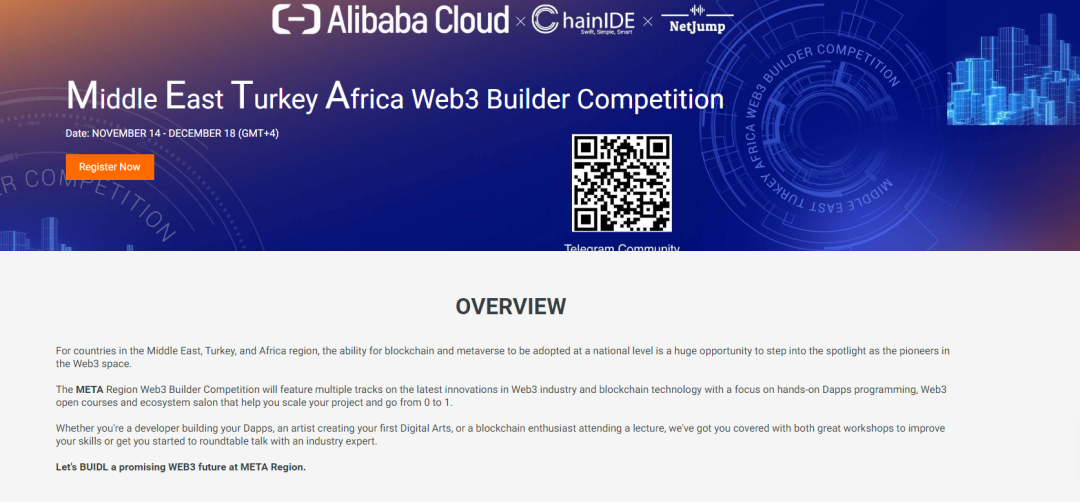 Alibaba Cloud × ChainIDE × NetJump
Swift, Simple, Smart
Middle East Turkey Africa Web3 Builder Competition
Date: NOVEMBER 14 - DECEMBER 18 (GMT+4)
Register Now
R COMPETITION
MIDDLE EAST TURKEY AFRICA WEB3 BUILDER COMPETITION
Telegram Community
OVERVIEW
For countries in the Middle East, Turkey, and Africa region, the ability for blockchain and metaverse to be adopted at a national level is a huge opportunity to step into the spotlight as the pioneers in
the Web3 space.
The META Region Web3 Builder Competition will feature multiple tracks on the latest innovations in Web3 industry and blockchain technology with a focus on hands-on Dapps programming, Web3
open courses and ecosystem salon that help you scale your project and go from 0 to 1.
Whether you're a developer building your Dapps, an artist creating your first Digital Arts, or a blockchain enthusiast attending a lecture, we've got you covered with both great workshops to improve
your skills or get you started to roundtable talk with an industry expert.
Let's BUIDL a promising WEB3 future at META Region.